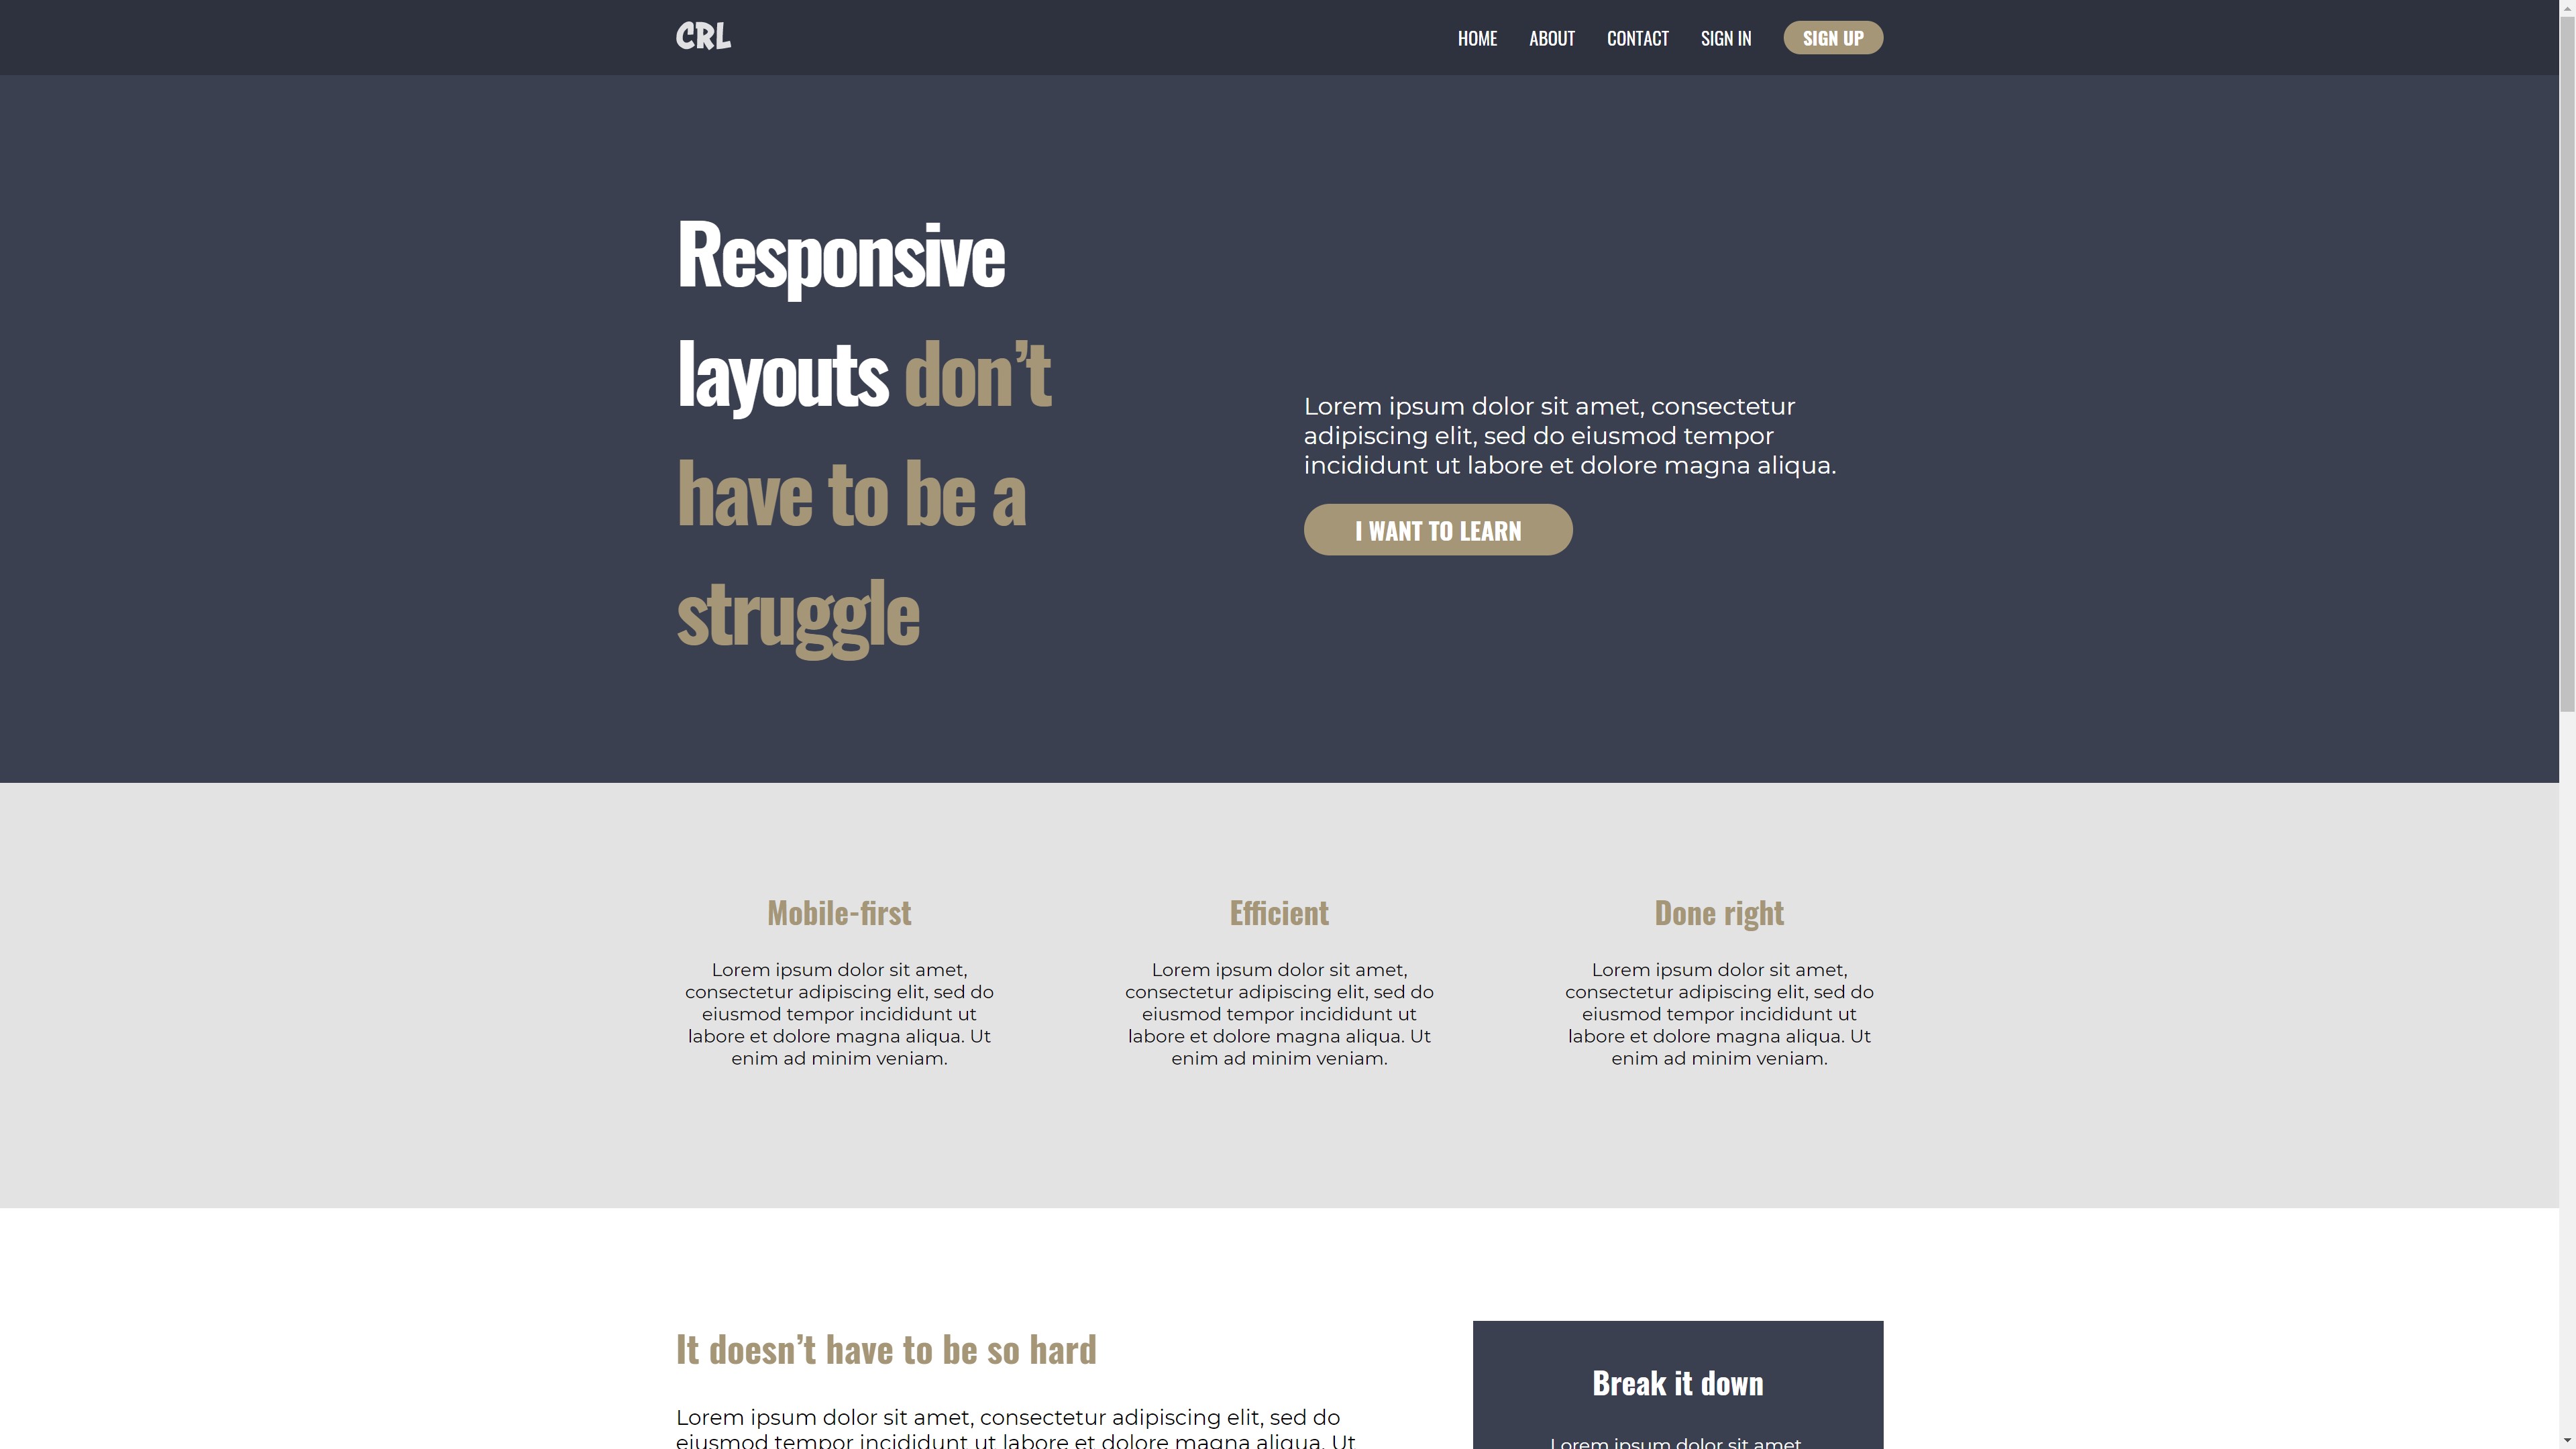 CRL
HOME ABOUT CONTACT SIGN IN SIGN UP
Responsive
layouts don’t
have to be a
struggle
Lorem ipsum dolor sit amet, consectetur
adipiscing elit, sed do eiusmod tempor
incididunt ut labore et dolore magna aliqua.
I WANT TO LEARN
Mobile-first
Lorem ipsum dolor sit amet,
consectetur adipiscing elit, sed do
eiusmod tempor incididunt ut
labore et dolore magna aliqua. Ut
enim ad minim veniam.
Efficient
Lorem ipsum dolor sit amet,
consectetur adipiscing elit, sed do
eiusmod tempor incididunt ut
labore et dolore magna aliqua. Ut
enim ad minim veniam.
Done right
Lorem ipsum dolor sit amet,
consectetur adipiscing elit, sed do
eiusmod tempor incididunt ut
labore et dolore magna aliqua. Ut
enim ad minim veniam.
It doesn’t have to be so hard
Lorem ipsum dolor sit amet, consectetur adipiscing elit, sed do
eiusmod tempor incididunt ut labore et dolore magna aliqua. Ut
Break it down
Lorem ipsum dolor sit amet,